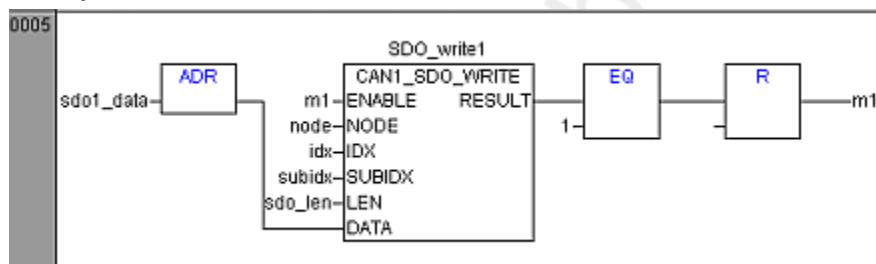 0005
SDO_write1
ADR
CAN1_SDO_WRITE
EQ
R
sdo1_data
m1 ENABLE RESULT
m1
node NODE
1
idx IDX
subidx SUBIDX
sdo_len LEN
DATA